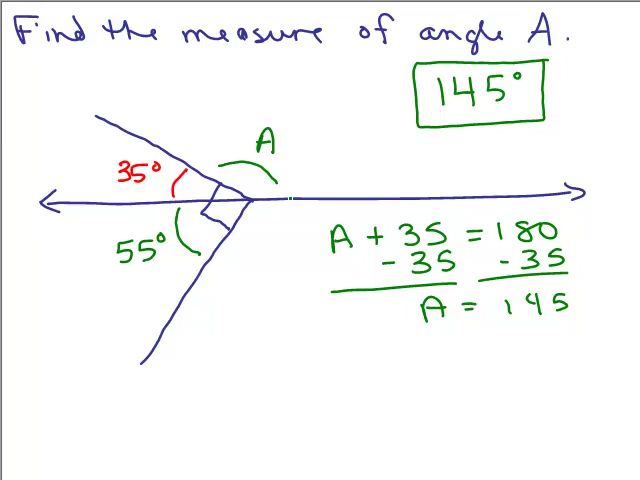 Find the measure of angle A.
145°
A
35°
55°
A + 35 = 180
- 35 - 35
A = 145